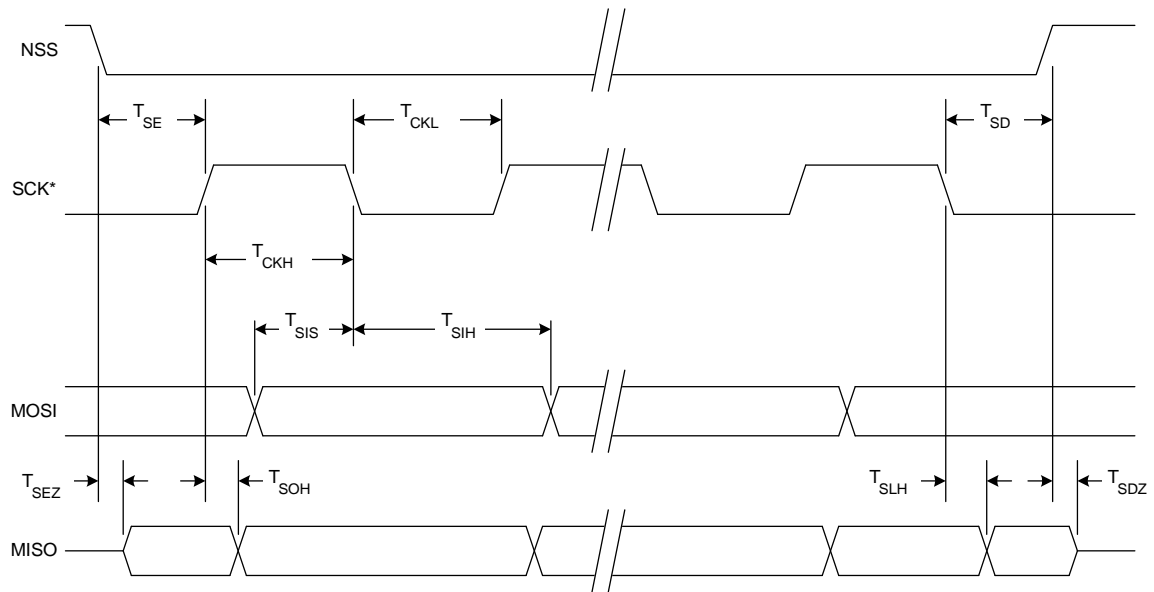 NSS
T_SE
T_CKL
T_SD
SCK*
T_CKH
T_SIS
T_SIH
MOSI
T_SEZ
T_SOH
T_SLH
T_SDZ
MISO